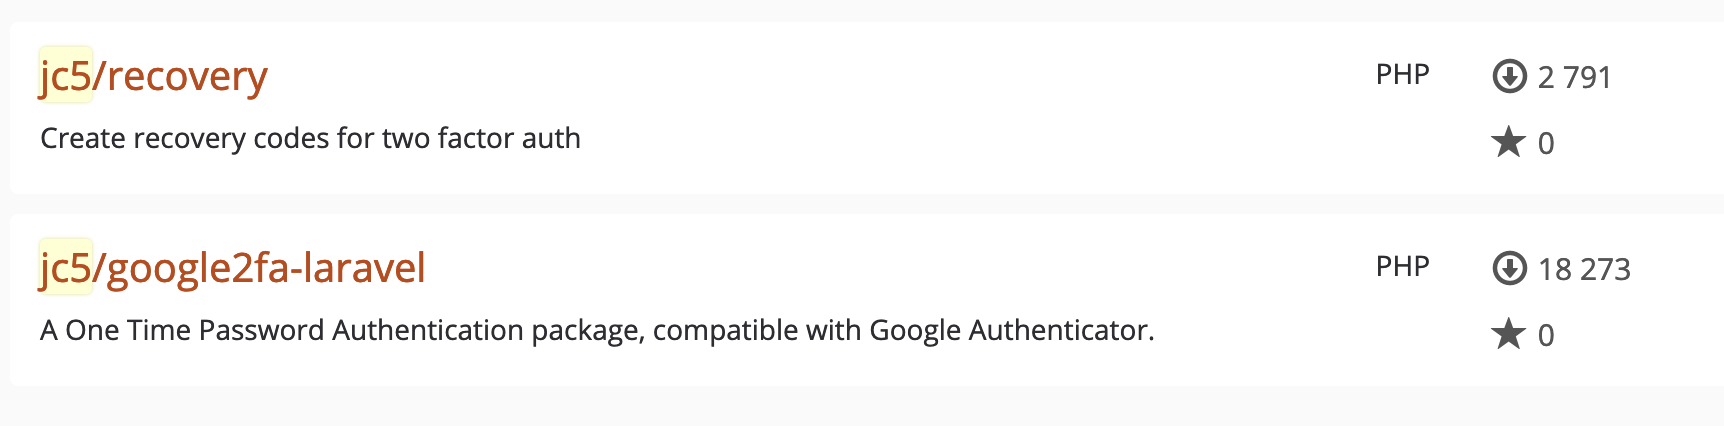 jc5/recovery PHP 2 791
Create recovery codes for two factor auth 0
jc5/google2fa-laravel PHP 18 273
A One Time Password Authentication package, compatible with Google Authenticator. 0